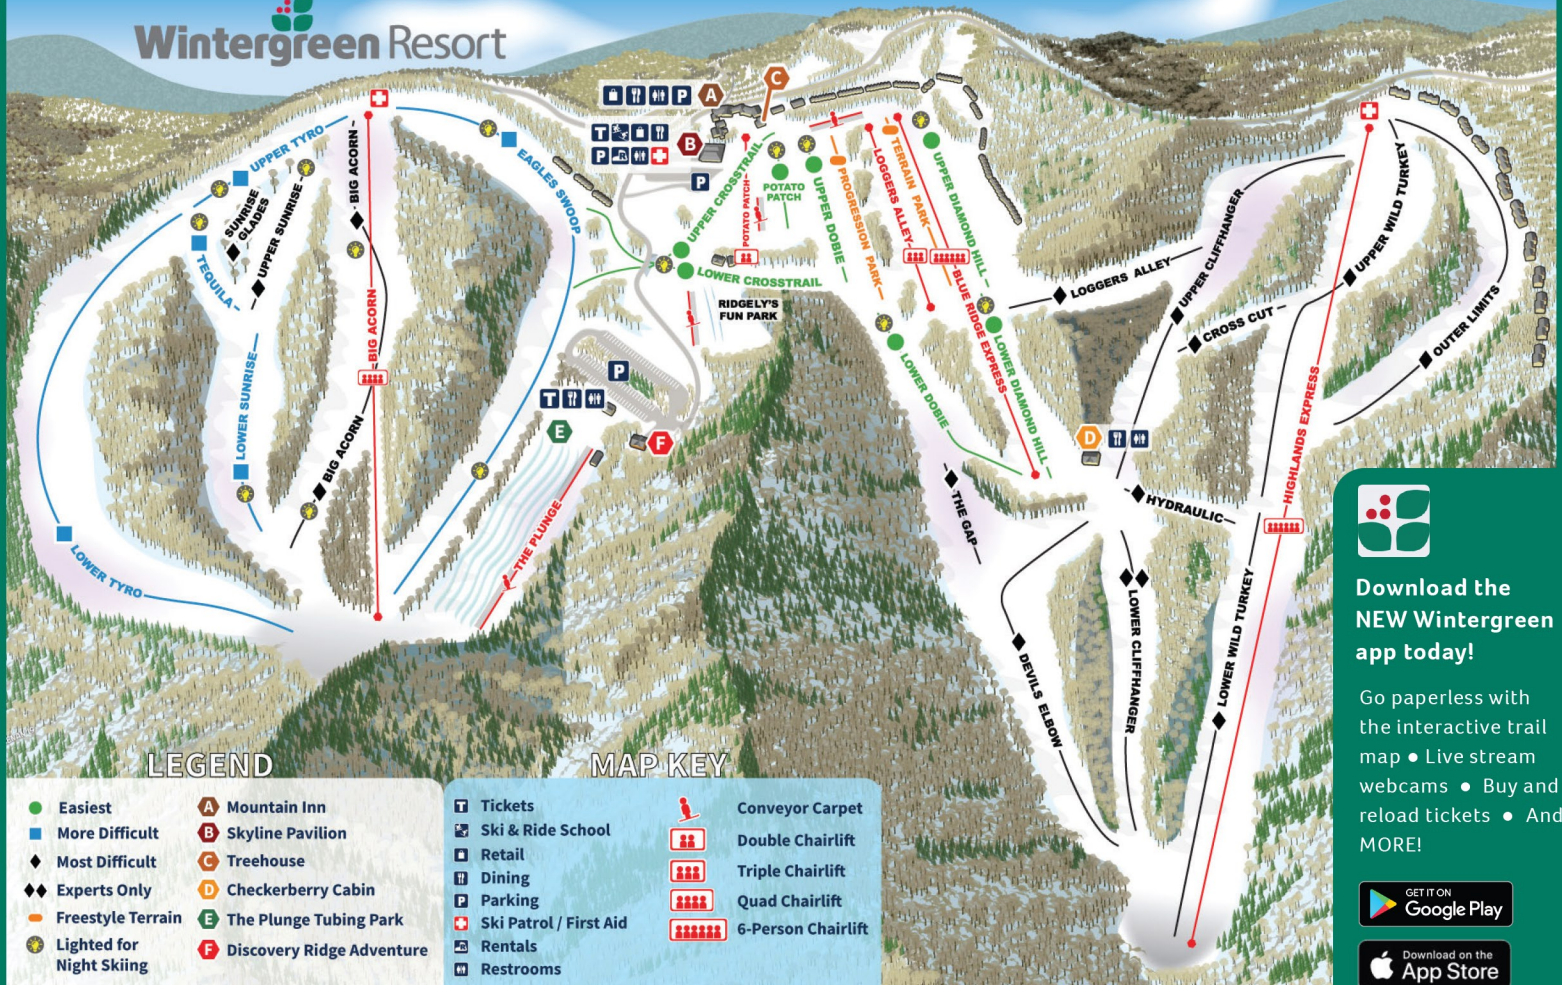 Wintergreen Resort
P
A
C
T
B
P
P
UPPER TYRO
BIG ACORN
EAGLES SWOOP
SUNRISE
GLADES
UPPER SUNRISE
TEQUILA
BIG ACORN
LOWER SUNRISE
BIG ACORN
LOWER TYRO
UPPER CROSSTRAIL
POTATO PATCH
POTATO
PATCH
UPPER DOBIE
PROGRESSION PARK
LOGGERS ALLEY
TERRAIN PARK
UPPER DIAMOND HILL
LOWER CROSSTRAIL
RIDGELY'S
FUN PARK
BLUE RIDGE EXPRESS
LOWER DOBIE
LOWER DIAMOND HILL
P
T
E
F
THE PLUNGE
LOGGERS ALLEY
UPPER CLIFFHANGER
UPPER WILD TURKEY
CROSS CUT
OUTER LIMITS
HIGHLANDS EXPRESS
D
HYDRAULIC
THE GAP
DEVILS ELBOW
LOWER CLIFFHANGER
LOWER WILD TURKEY
LEGEND
Easiest
More Difficult
Most Difficult
Experts Only
Freestyle Terrain
Lighted for
Night Skiing
A Mountain Inn
B Skyline Pavilion
C Treehouse
D Checkerberry Cabin
E The Plunge Tubing Park
F Discovery Ridge Adventure
MAP KEY
T Tickets
Ski & Ride School
Retail
Dining
P Parking
Ski Patrol / First Aid
Rentals
Restrooms
Conveyor Carpet
Double Chairlift
Triple Chairlift
Quad Chairlift
6-Person Chairlift
Download the
NEW Wintergreen
app today!
Go paperless with
the interactive trail
map ● Live stream
webcams ● Buy and
reload tickets ● And
MORE!
GET IT ON
Google Play
Download on the
App Store